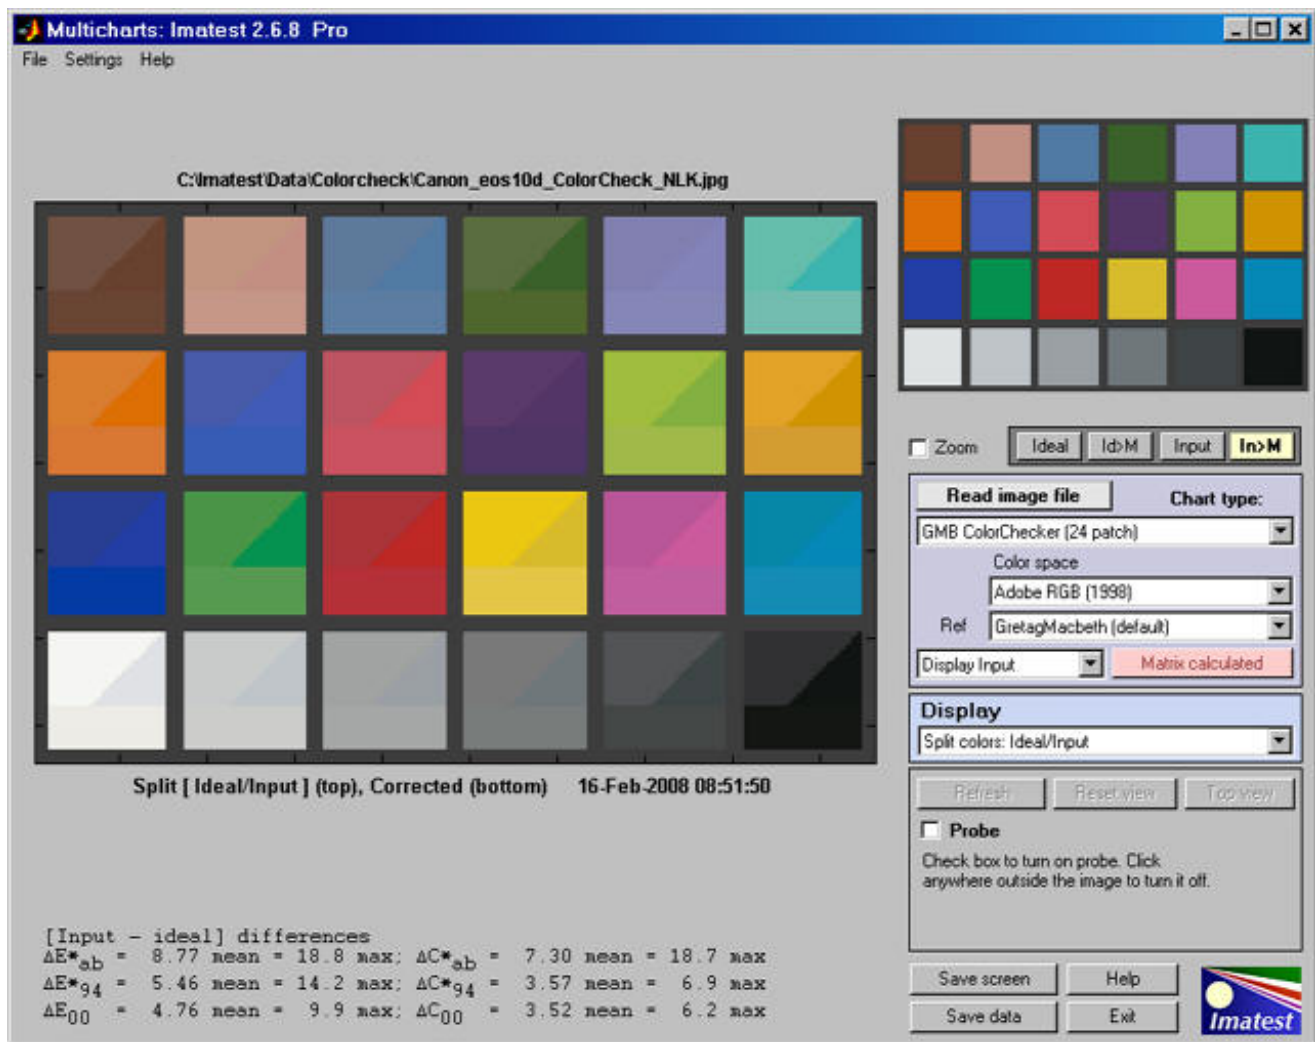 Multicharts: Imatest 2.6.8 Pro
File Settings Help
C:\Imatest\Data\Colorcheck\Canon_eos10d_ColorCheck_NLK.jpg
Zoom Ideal Id>M Input In>M
Read image file Chart type:
GMB ColorChecker (24 patch)
Color space
Adobe RGB (1998)
Ref GretagMacbeth (default)
Display Input Matrix calculated
Display
Split colors: Ideal/Input
Split [ Ideal/Input ] (top), Corrected (bottom) 16-Feb-2008 08:51:50
Refresh Reset view Top view
Probe
Check box to turn on probe. Click
anywhere outside the image to turn it off.
[Input - ideal] differences
ΔE*ab = 8.77 mean = 18.8 max; ΔC*ab = 7.30 mean = 18.7 max
ΔE*94 = 5.46 mean = 14.2 max; ΔC*94 = 3.57 mean = 6.9 max
ΔE00 = 4.76 mean = 9.9 max; ΔC00 = 3.52 mean = 6.2 max
Save screen Help
Save data Exit
Imatest